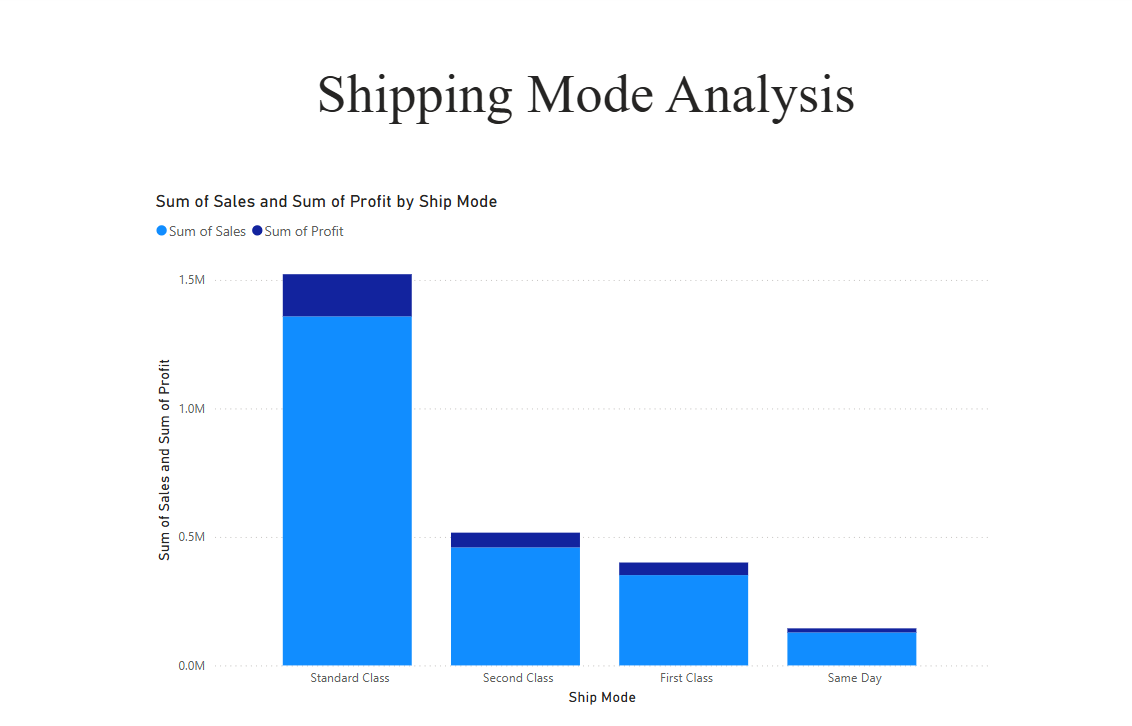 Shipping Mode Analysis
Sum of Sales and Sum of Profit by Ship Mode
Sum of Sales Sum of Profit
Sum of Sales and Sum of Profit
1.5M
1.0M
0.5M
0.0M
Standard Class Second Class First Class Same Day
Ship Mode